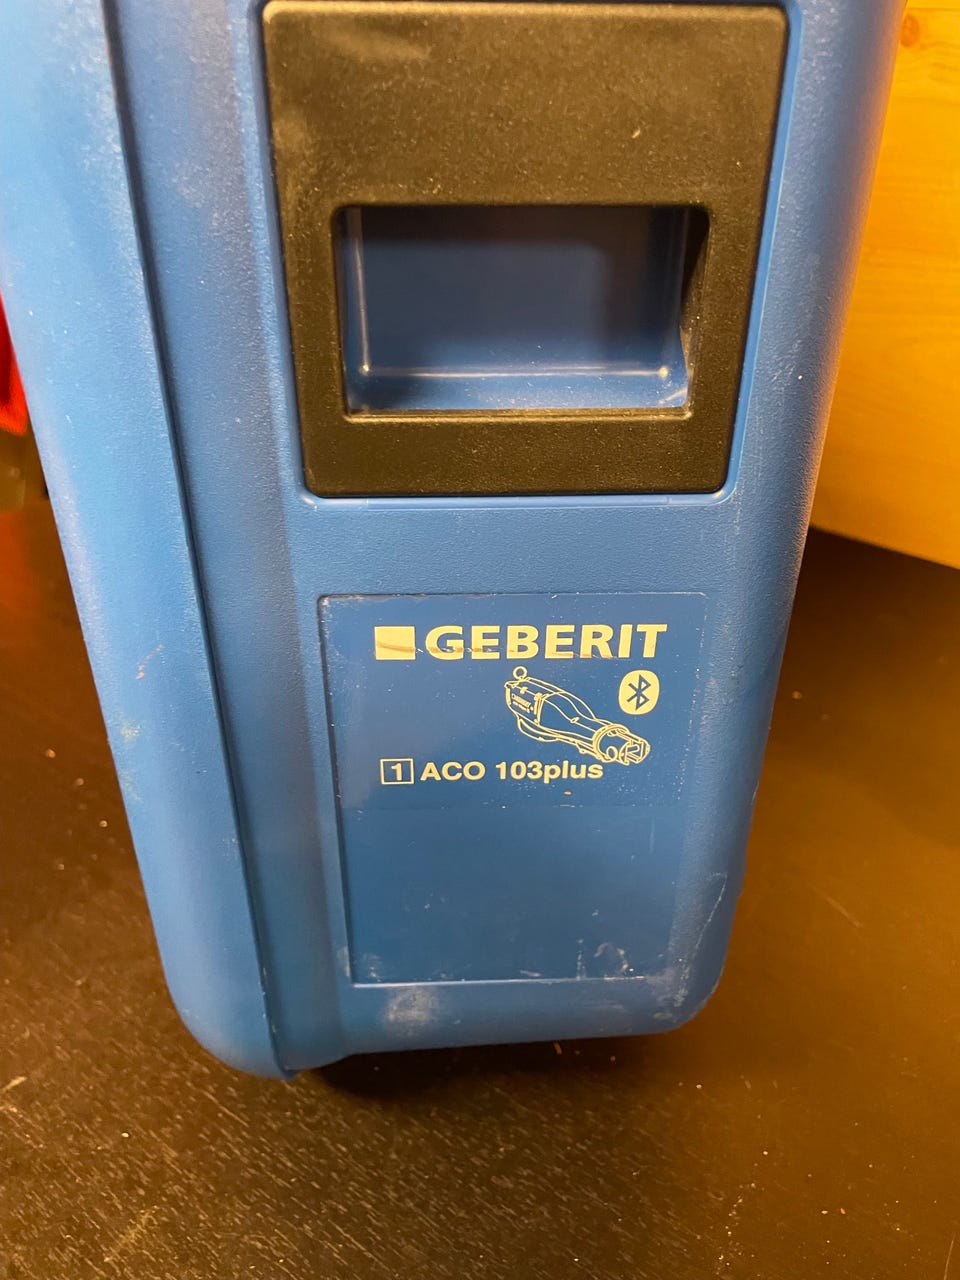 GEBERIT
1 ACO 103plus